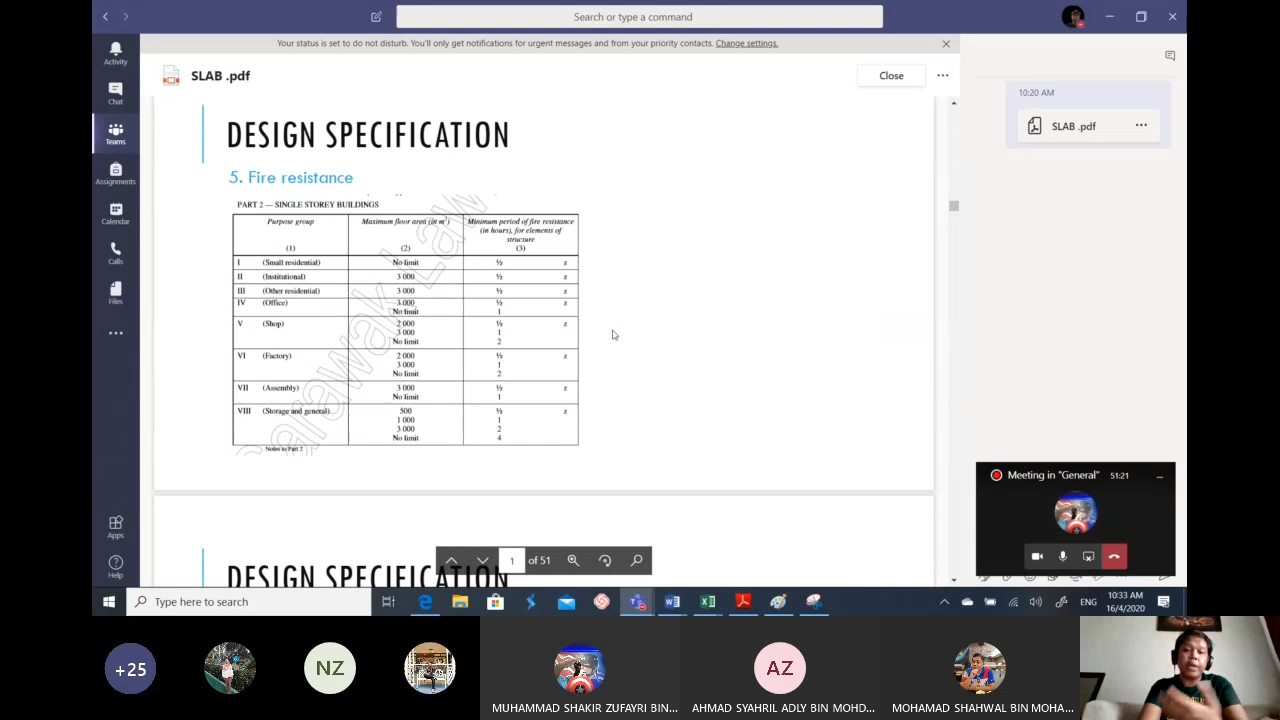 Search or type a command
Your status is set to do not disturb. You'll only get notifications for urgent messages and from your priority contacts. Change settings.
Activity
Chat
Teams
Assignments
Calendar
Calls
Files
Apps
Help
SLAB .pdf
Close
DESIGN SPECIFICATION
5. Fire resistance
PART 2 — SINGLE STOREY BUILDINGS
Purpose group Maximum floor area (in m²) Minimum period of fire resistance
(in hours), for elements of
structure
(1) (2) (3)
I (Small residential) No limit ½ z
II (Institutional) 3 000 ½ z
III (Other residential) 3 000 ½ z
IV (Office) 3 000 ½ z
No limit 1
V (Shop) 2 000 ½ z
3 000 1
No limit 2
VI (Factory) 2 000 ½ z
3 000 1
No limit 2
VII (Assembly) 3 000 ½ z
No limit 1
VIII (Storage and general) 500 ½ z
1 000 1
3 000 2
No limit 4
Notes to Part 2
Sarawak Law
DESIGN SPECIFICATION
1 of 51
10:20 AM
SLAB .pdf
Meeting in "General" 51:21
Type here to search
ENG
10:33 AM
16/4/2020
+25
NZ
AZ
MUHAMMAD SHAKIR ZUFAYRI BIN...
AHMAD SYAHRIL ADLY BIN MOHD...
MOHAMAD SHAHWAL BIN MOHA...